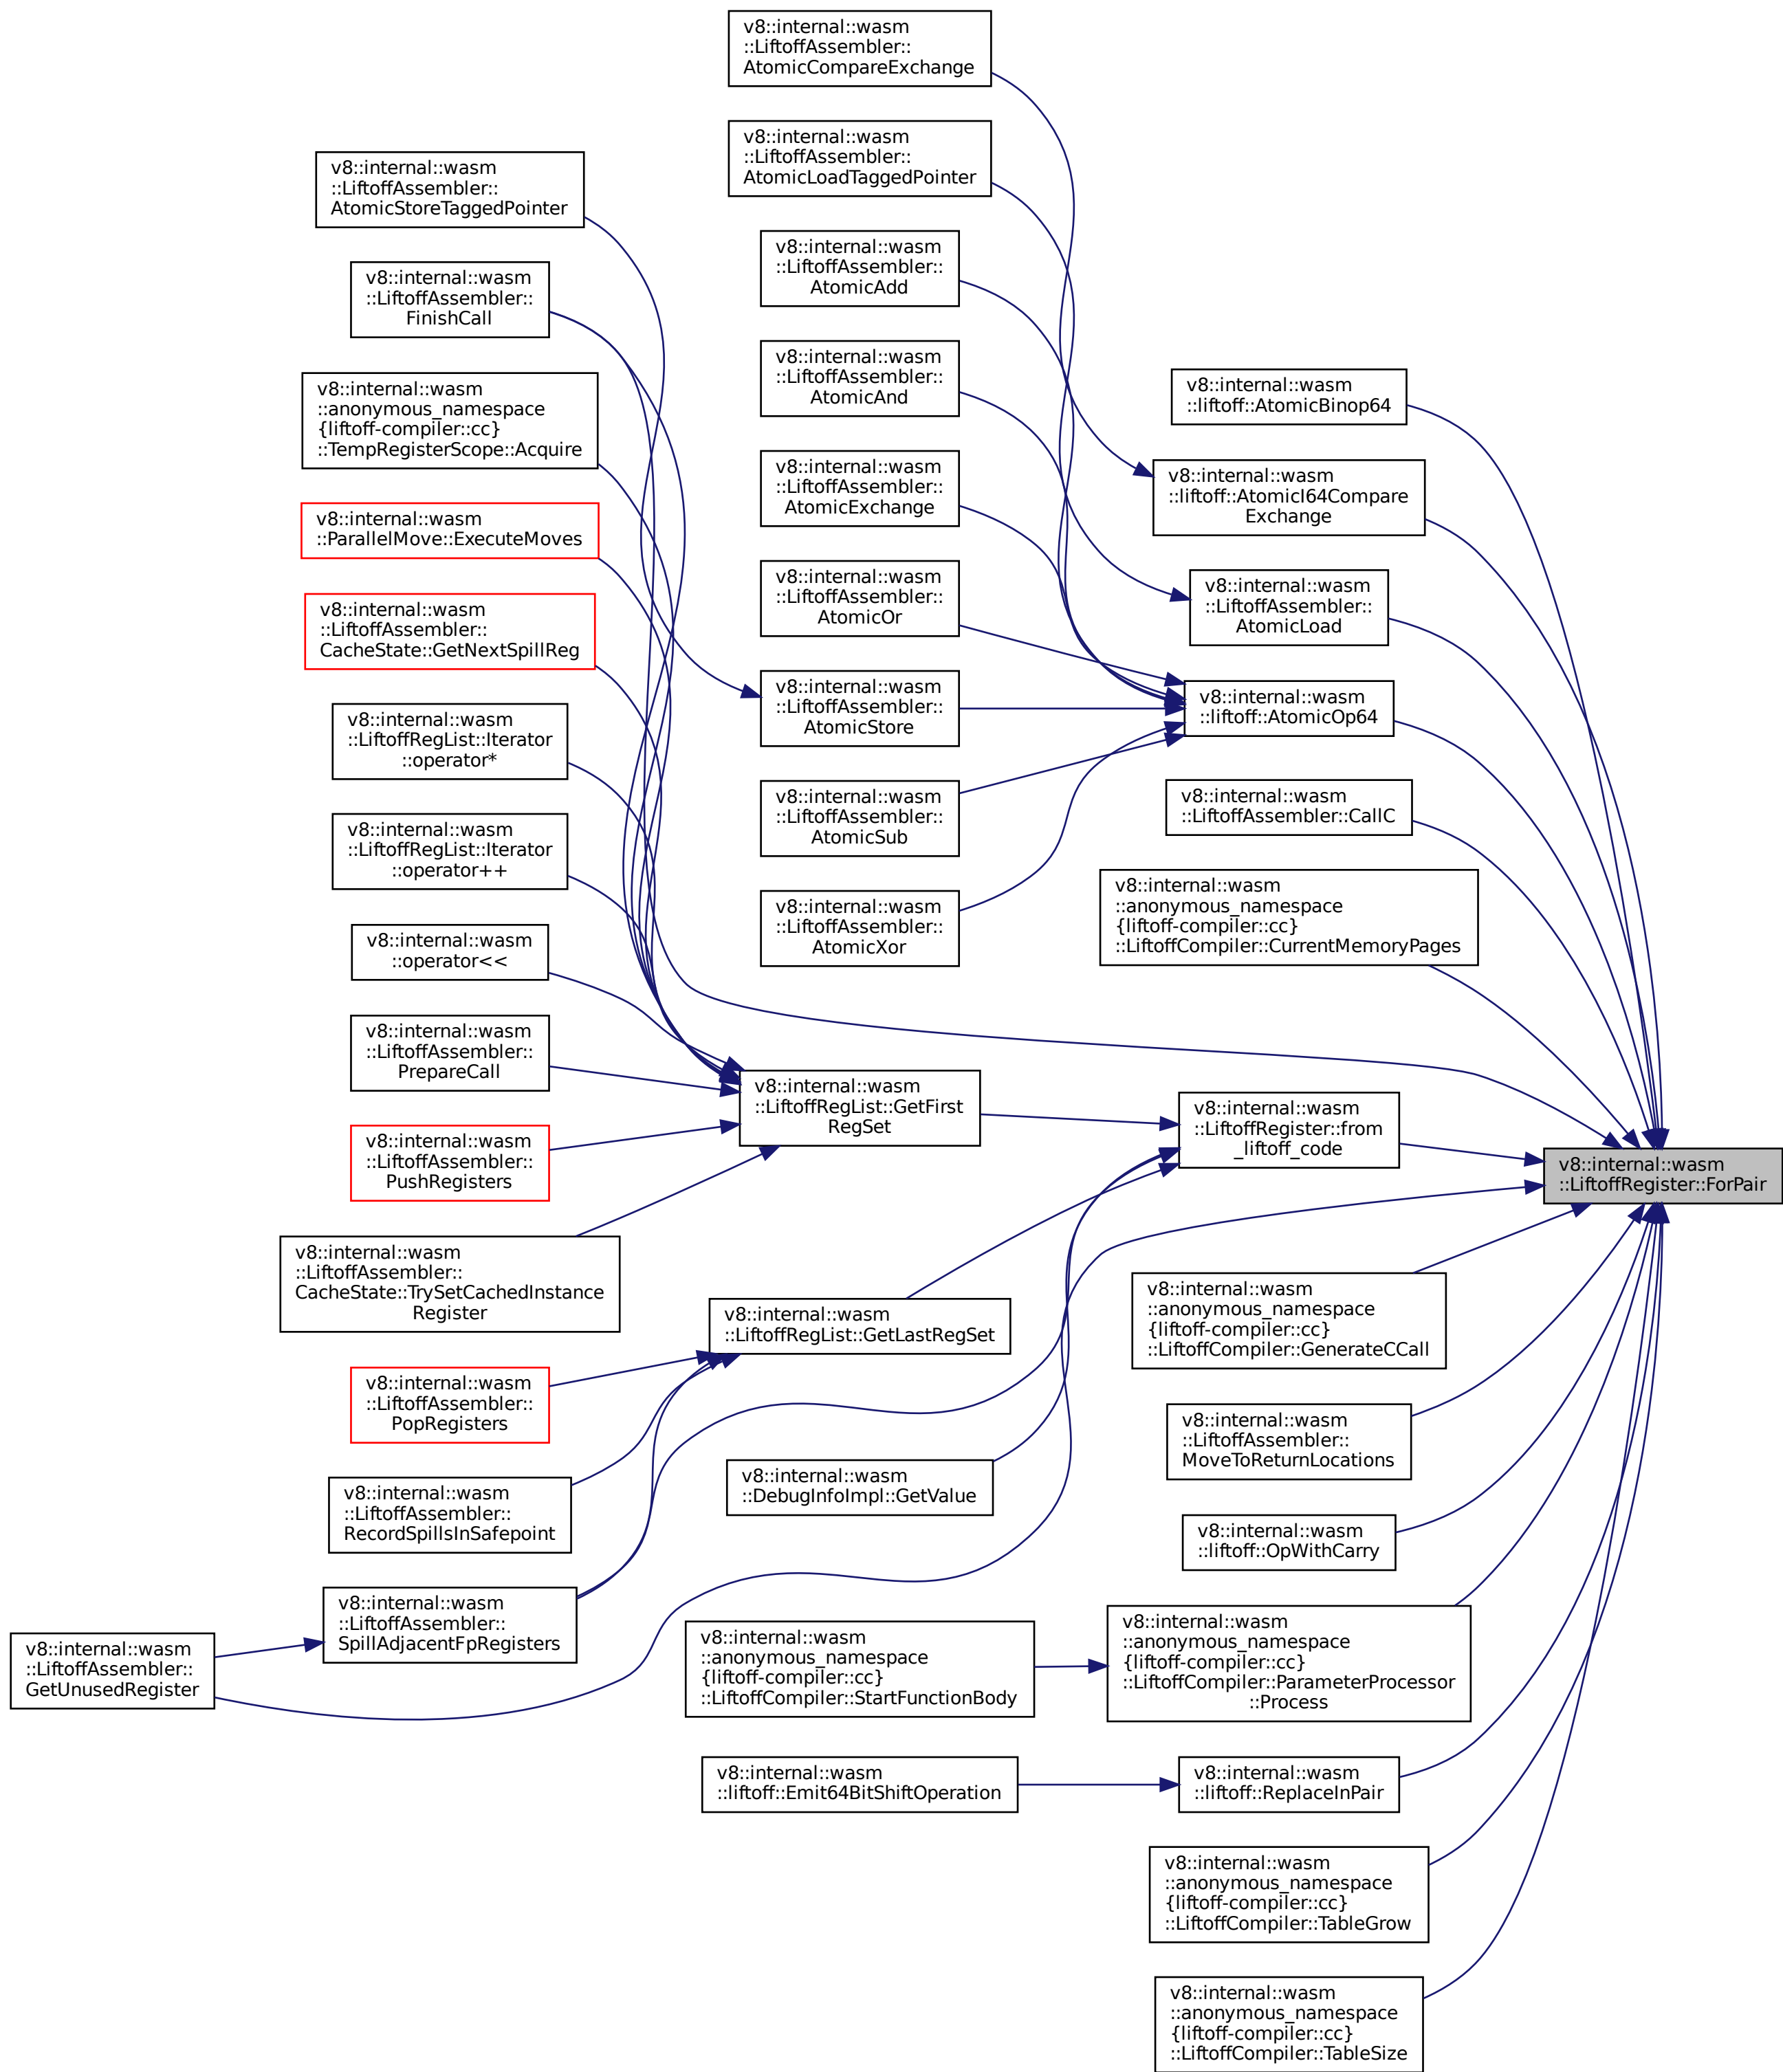 v8::internal::wasm
::LiftoffAssembler::
AtomicCompareExchange
v8::internal::wasm
::LiftoffAssembler::
AtomicLoadTaggedPointer
v8::internal::wasm
::LiftoffAssembler::
AtomicStoreTaggedPointer
v8::internal::wasm
::LiftoffAssembler::
AtomicAdd
v8::internal::wasm
::LiftoffAssembler::
FinishCall
v8::internal::wasm
::LiftoffAssembler::
AtomicAnd
v8::internal::wasm
::liftoff::AtomicBinop64
v8::internal::wasm
::anonymous_namespace
{liftoff-compiler::cc}
::TempRegisterScope::Acquire
v8::internal::wasm
::LiftoffAssembler::
AtomicExchange
v8::internal::wasm
::liftoff::AtomicI64Compare
Exchange
v8::internal::wasm
::ParallelMove::ExecuteMoves
v8::internal::wasm
::LiftoffAssembler::
AtomicOr
v8::internal::wasm
::LiftoffAssembler::
AtomicLoad
v8::internal::wasm
::LiftoffAssembler::
CacheState::GetNextSpillReg
v8::internal::wasm
::LiftoffAssembler::
AtomicStore
v8::internal::wasm
::liftoff::AtomicOp64
v8::internal::wasm
::LiftoffRegList::Iterator
::operator*
v8::internal::wasm
::LiftoffAssembler::
AtomicSub
v8::internal::wasm
::LiftoffAssembler::CallC
v8::internal::wasm
::LiftoffRegList::Iterator
::operator++
v8::internal::wasm
::LiftoffAssembler::
AtomicXor
v8::internal::wasm
::anonymous_namespace
{liftoff-compiler::cc}
::LiftoffCompiler::CurrentMemoryPages
v8::internal::wasm
::operator<<
v8::internal::wasm
::LiftoffAssembler::
PrepareCall
v8::internal::wasm
::LiftoffRegList::GetFirst
RegSet
v8::internal::wasm
::LiftoffRegister::from
_liftoff_code
v8::internal::wasm
::LiftoffAssembler::
PushRegisters
v8::internal::wasm
::LiftoffRegister::ForPair
v8::internal::wasm
::LiftoffAssembler::
CacheState::TrySetCachedInstance
Register
v8::internal::wasm
::LiftoffRegList::GetLastRegSet
v8::internal::wasm
::anonymous_namespace
{liftoff-compiler::cc}
::LiftoffCompiler::GenerateCCall
v8::internal::wasm
::LiftoffAssembler::
PopRegisters
v8::internal::wasm
::LiftoffAssembler::
MoveToReturnLocations
v8::internal::wasm
::LiftoffAssembler::
RecordSpillsInSafepoint
v8::internal::wasm
::DebugInfoImpl::GetValue
v8::internal::wasm
::liftoff::OpWithCarry
v8::internal::wasm
::LiftoffAssembler::
GetUnusedRegister
v8::internal::wasm
::LiftoffAssembler::
SpillAdjacentFpRegisters
v8::internal::wasm
::anonymous_namespace
{liftoff-compiler::cc}
::LiftoffCompiler::StartFunctionBody
v8::internal::wasm
::anonymous_namespace
{liftoff-compiler::cc}
::LiftoffCompiler::ParameterProcessor
::Process
v8::internal::wasm
::liftoff::Emit64BitShiftOperation
v8::internal::wasm
::liftoff::ReplaceInPair
v8::internal::wasm
::anonymous_namespace
{liftoff-compiler::cc}
::LiftoffCompiler::TableGrow
v8::internal::wasm
::anonymous_namespace
{liftoff-compiler::cc}
::LiftoffCompiler::TableSize